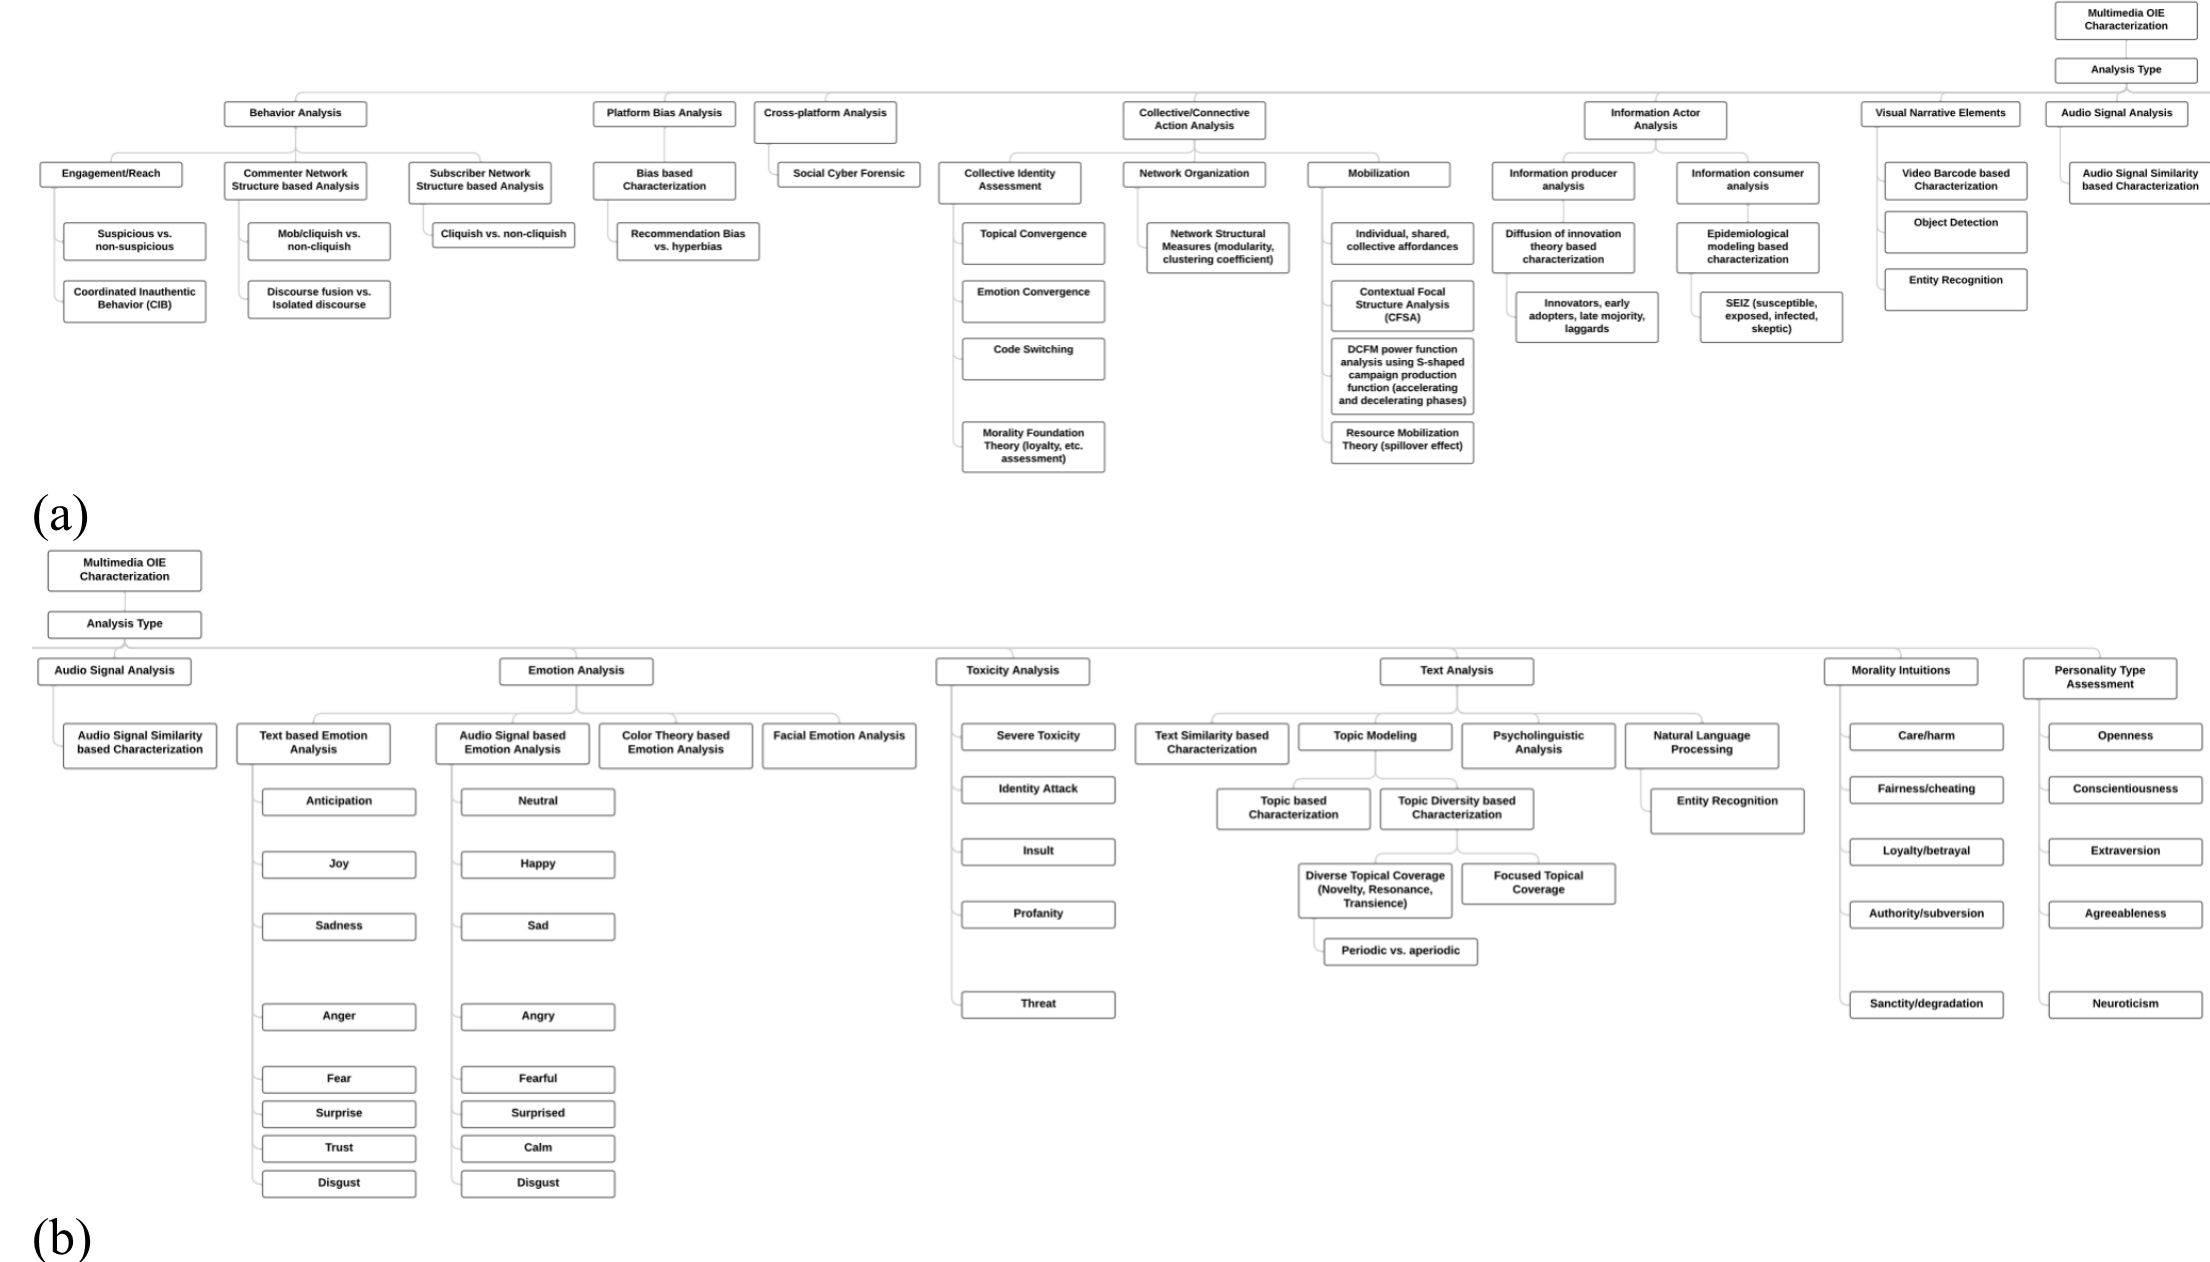 Multimedia OIE
Characterization
Analysis Type
Behavior Analysis
Platform Bias Analysis
Cross-platform Analysis
Collective/Connective
Action Analysis
Information Actor
Analysis
Visual Narrative Elements
Audio Signal Analysis
Engagement/Reach
Commenter Network
Structure based Analysis
Subscriber Network
Structure based Analysis
Bias based
Characterization
Social Cyber Forensic
Collective Identity
Assessment
Network Organization
Mobilization
Information producer
analysis
Information consumer
analysis
Video Barcode based
Characterization
Audio Signal Similarity
based Characterization
Suspicious vs.
non-suspicious
Mob/cliquish vs.
non-cliquish
Cliquish vs. non-cliquish
Recommendation Bias
vs. hyperbias
Topical Convergence
Network Structural
Measures (modularity,
clustering coefficient)
Individual, shared,
collective affordances
Diffusion of innovation
theory based
characterization
Epidemiological
modeling based
characterization
Object Detection
Coordinated Inauthentic
Behavior (CIB)
Discourse fusion vs.
Isolated discourse
Emotion Convergence
Contextual Focal
Structure Analysis
(CFSA)
Innovators, early
adopters, late mojority,
laggards
SEIZ (susceptible,
exposed, infected,
skeptic)
Entity Recognition
Code Switching
DCFM power function
analysis using S-shaped
campaign production
function (accelerating
and decelerating phases)
Morality Foundation
Theory (loyalty, etc.
assessment)
Resource Mobilization
Theory (spillover effect)
(a)
Multimedia OIE
Characterization
Analysis Type
Audio Signal Analysis
Emotion Analysis
Toxicity Analysis
Text Analysis
Morality Intuitions
Personality Type
Assessment
Audio Signal Similarity
based Characterization
Text based Emotion
Analysis
Audio Signal based
Emotion Analysis
Color Theory based
Emotion Analysis
Facial Emotion Analysis
Severe Toxicity
Text Similarity based
Characterization
Topic Modeling
Psycholinguistic
Analysis
Natural Language
Processing
Care/harm
Openness
Anticipation
Neutral
Identity Attack
Topic based
Characterization
Topic Diversity based
Characterization
Entity Recognition
Fairness/cheating
Conscientiousness
Joy
Happy
Insult
Diverse Topical Coverage
(Novelty, Resonance,
Transience)
Focused Topical
Coverage
Loyalty/betrayal
Extraversion
Sadness
Sad
Profanity
Periodic vs. aperiodic
Authority/subversion
Agreeableness
Anger
Angry
Threat
Sanctity/degradation
Neuroticism
Fear
Fearful
Surprise
Surprised
Trust
Calm
Disgust
Disgust
(b)